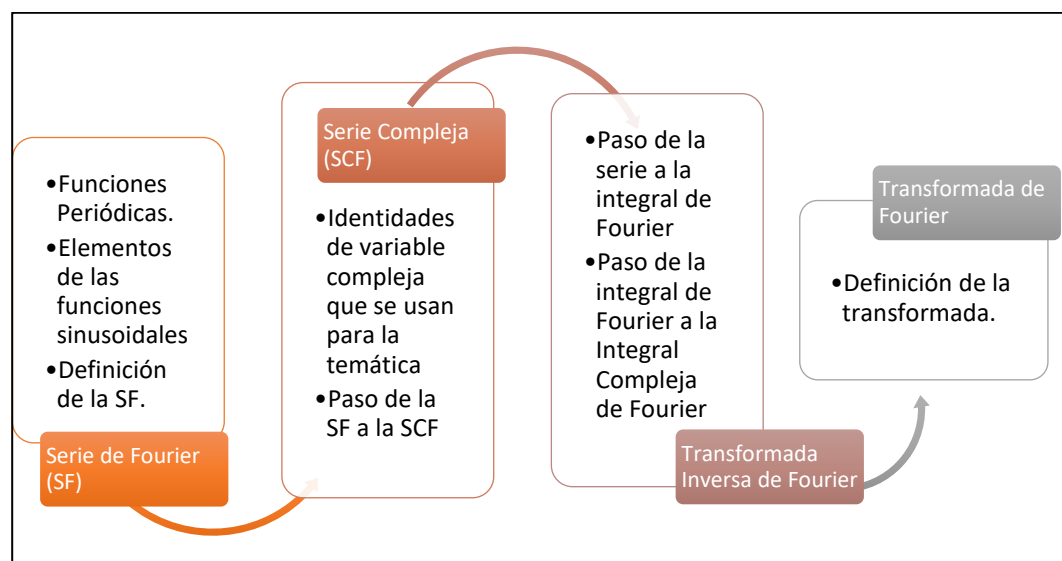 •Funciones
Periódicas.
•Elementos
de las
funciones
sinusoidales
•Definición
de la SF.
Serie de Fourier
(SF)
Serie Compleja
(SCF)
•Identidades
de variable
compleja
que se usan
para la
temática
•Paso de la
SF a la SCF
•Paso de la
serie a la
integral de
Fourier
•Paso de la
integral de
Fourier a la
Integral
Compleja
de Fourier
Transformada
Inversa de Fourier
Transformada de
Fourier
•Definición de la
transformada.